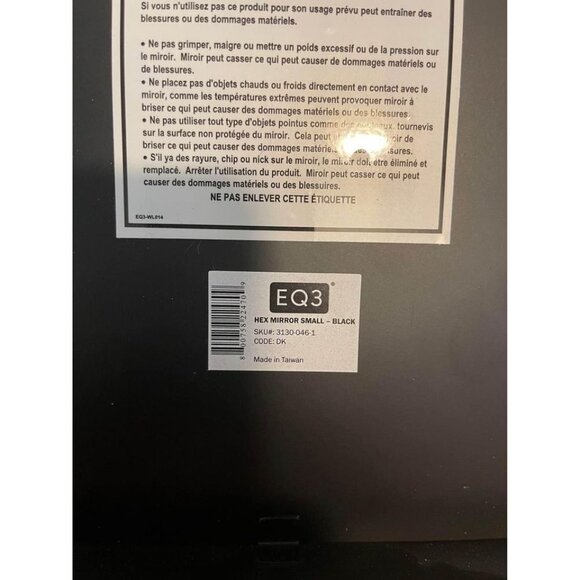 Si vous n'utilisez pas ce produit pour son usage prévu peut entraîner des
blessures ou des dommages matériels.
• Ne pas grimper, maigre ou mettre un poids excessif ou de la pression sur
le miroir. Miroir peut casser ce qui peut causer de dommages matériels ou
de blessures.
• Ne placez pas d'objets chauds ou froids directement en contact avec le
miroir, comme les températures extrêmes peuvent provoquer miroir à
briser ce qui peut causer des dommages matériels ou des blessures.
• Ne pas utiliser tout type d'objets pointus comme tournevis
sur la surface non protégée du miroir. Cela peut de
briser ce qui peut causer des dommages
• S'il ya des rayure, chip ou nick sur le miroir, le miroir doit être éliminé et
remplacé. Arrêter l'utilisation du produit. Miroir peut casser ce qui peut
causer des dommages matériels ou des blessuires.
NE PAS ENLEVER CETTE ÉTIQUETTE
EQ3-WL014
EQ3®
HEX MIRROR SMALL – BLACK
SKU#: 3130-046-1
CODE: DK
Made in Taiwan
8 00758 22470 9